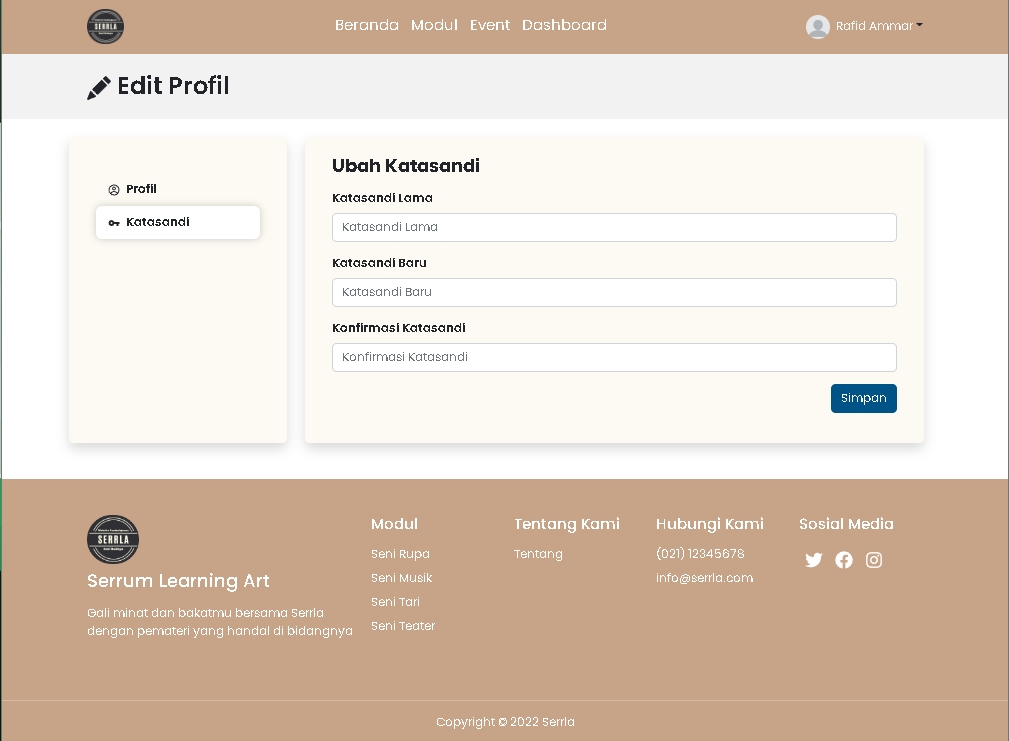 SERRLA
Beranda Modul Event Dashboard
Rafid Ammar
Edit Profil
Profil
Katasandi
Ubah Katasandi
Katasandi Lama
Katasandi Lama
Katasandi Baru
Katasandi Baru
Konfirmasi Katasandi
Konfirmasi Katasandi
Simpan
SERRLA
Serrum Learning Art
Gali minat dan bakatmu bersama Serrla
dengan pemateri yang handal di bidangnya
Modul
Seni Rupa
Seni Musik
Seni Tari
Seni Teater
Tentang Kami
Tentang
Hubungi Kami
(021) 12345678
info@serrla.com
Sosial Media
Copyright © 2022 Serrla